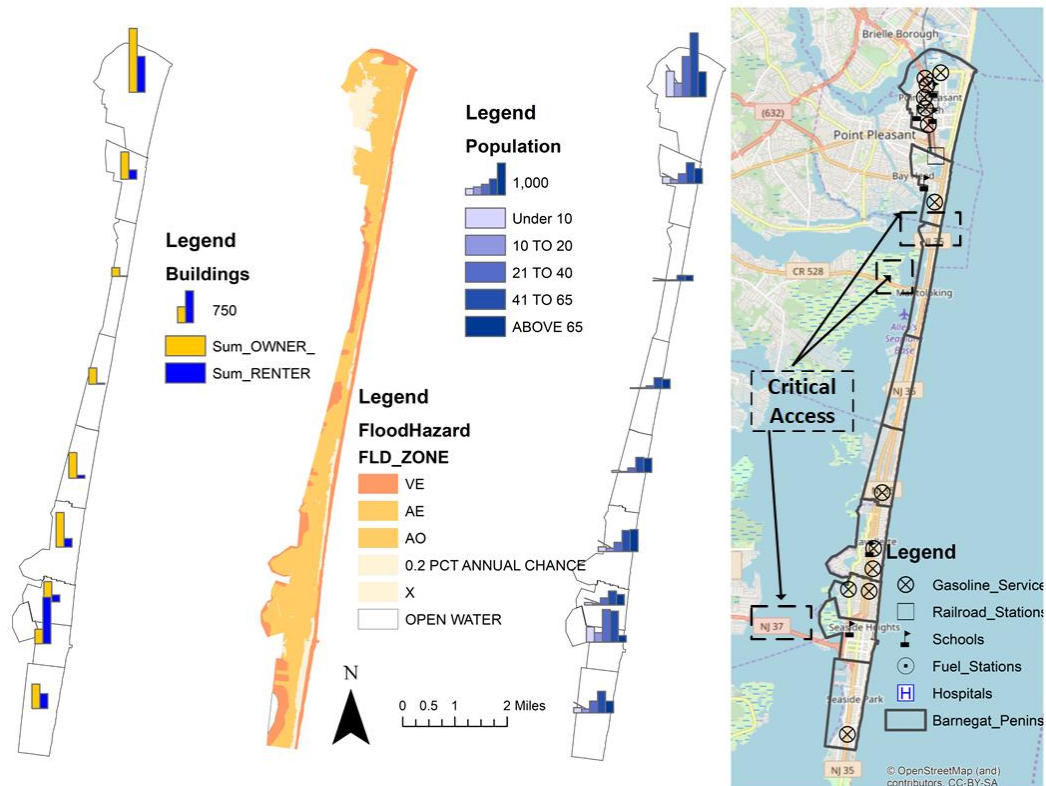 Legend
Buildings
750
Sum_OWNER_
Sum_RENTER
Legend
FloodHazard
FLD_ZONE
VE
AE
AO
0.2 PCT ANNUAL CHANCE
X
OPEN WATER
N
0 0.5 1 2 Miles
Legend
Population
1,000
Under 10
10 TO 20
21 TO 40
41 TO 65
ABOVE 65
Brielle Borough
(632)
Point Pleasant
Point Pleasant
Bay Head
CR 528
Mantoloking
NJ 35
Critical
Access
NJ 37
Seaside Heights
Seaside Park
NJ 35
Legend
Gasoline_Service
Railroad_Stations
Schools
Fuel_Stations
H Hospitals
Barnegat_Penins
© OpenStreetMap (and)
contributors, CC-BY-SA